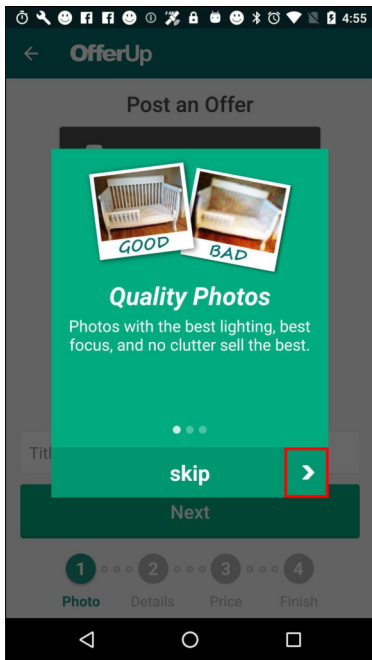 4:55
OfferUp
Post an Offer
GOOD
BAD
Quality Photos
Photos with the best lighting, best
focus, and no clutter sell the best.
Titl
skip
Next
1 2 3 4
Photo Details Price Finish